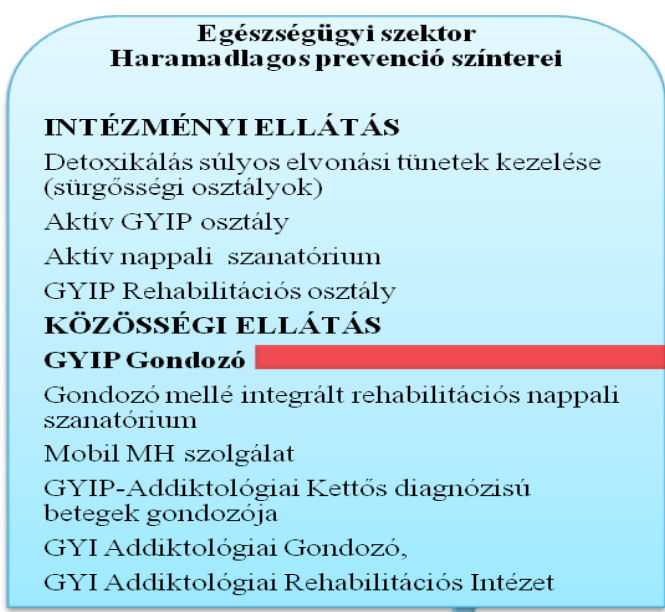 Egészségügyi szektor
Haramadlagos prevenció színterei
INTÉZMÉNYI ELLÁTÁS
Detoxikálás súlyos elvonási tünetek kezelése
(sürgősségi osztályok)
Aktív GYIP osztály
Aktív nappali szanatórium
GYIP Rehabilitációs osztály
KÖZÖSSÉGI ELLÁTÁS
GYIP Gondozó
Gondozó mellé integrált rehabilitációs nappali
szanatórium
Mobil MH szolgálat
GYIP-Addiktológiai Kettős diagnózisú
betegek gondozója
GYI Addiktológiai Gondozó,
GYI Addiktológiai Rehabilitációs Intézet